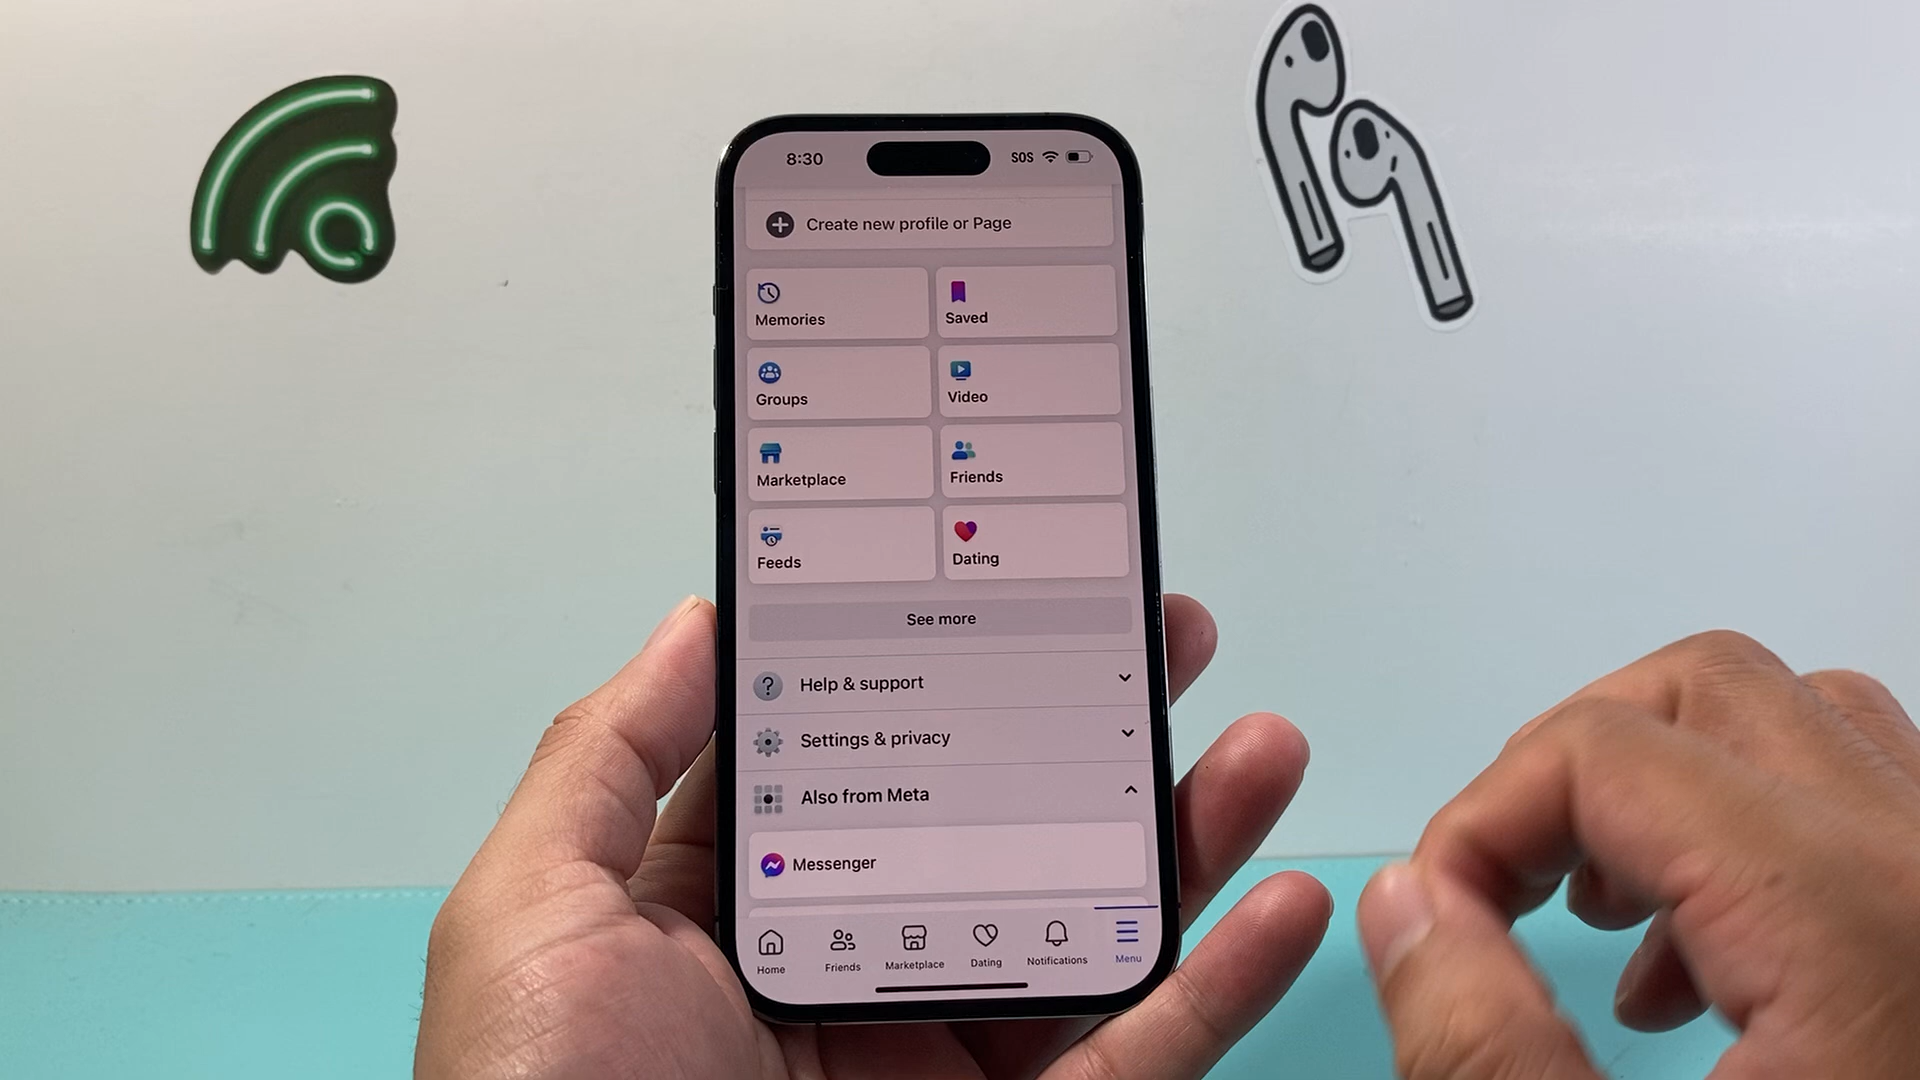 8:30
SOS
Create new profile or Page
Memories
Saved
Groups
Video
Marketplace
Friends
Feeds
Dating
See more
Help & support
Settings & privacy
Also from Meta
Messenger
Home
Friends
Marketplace
Dating
Notifications
Menu